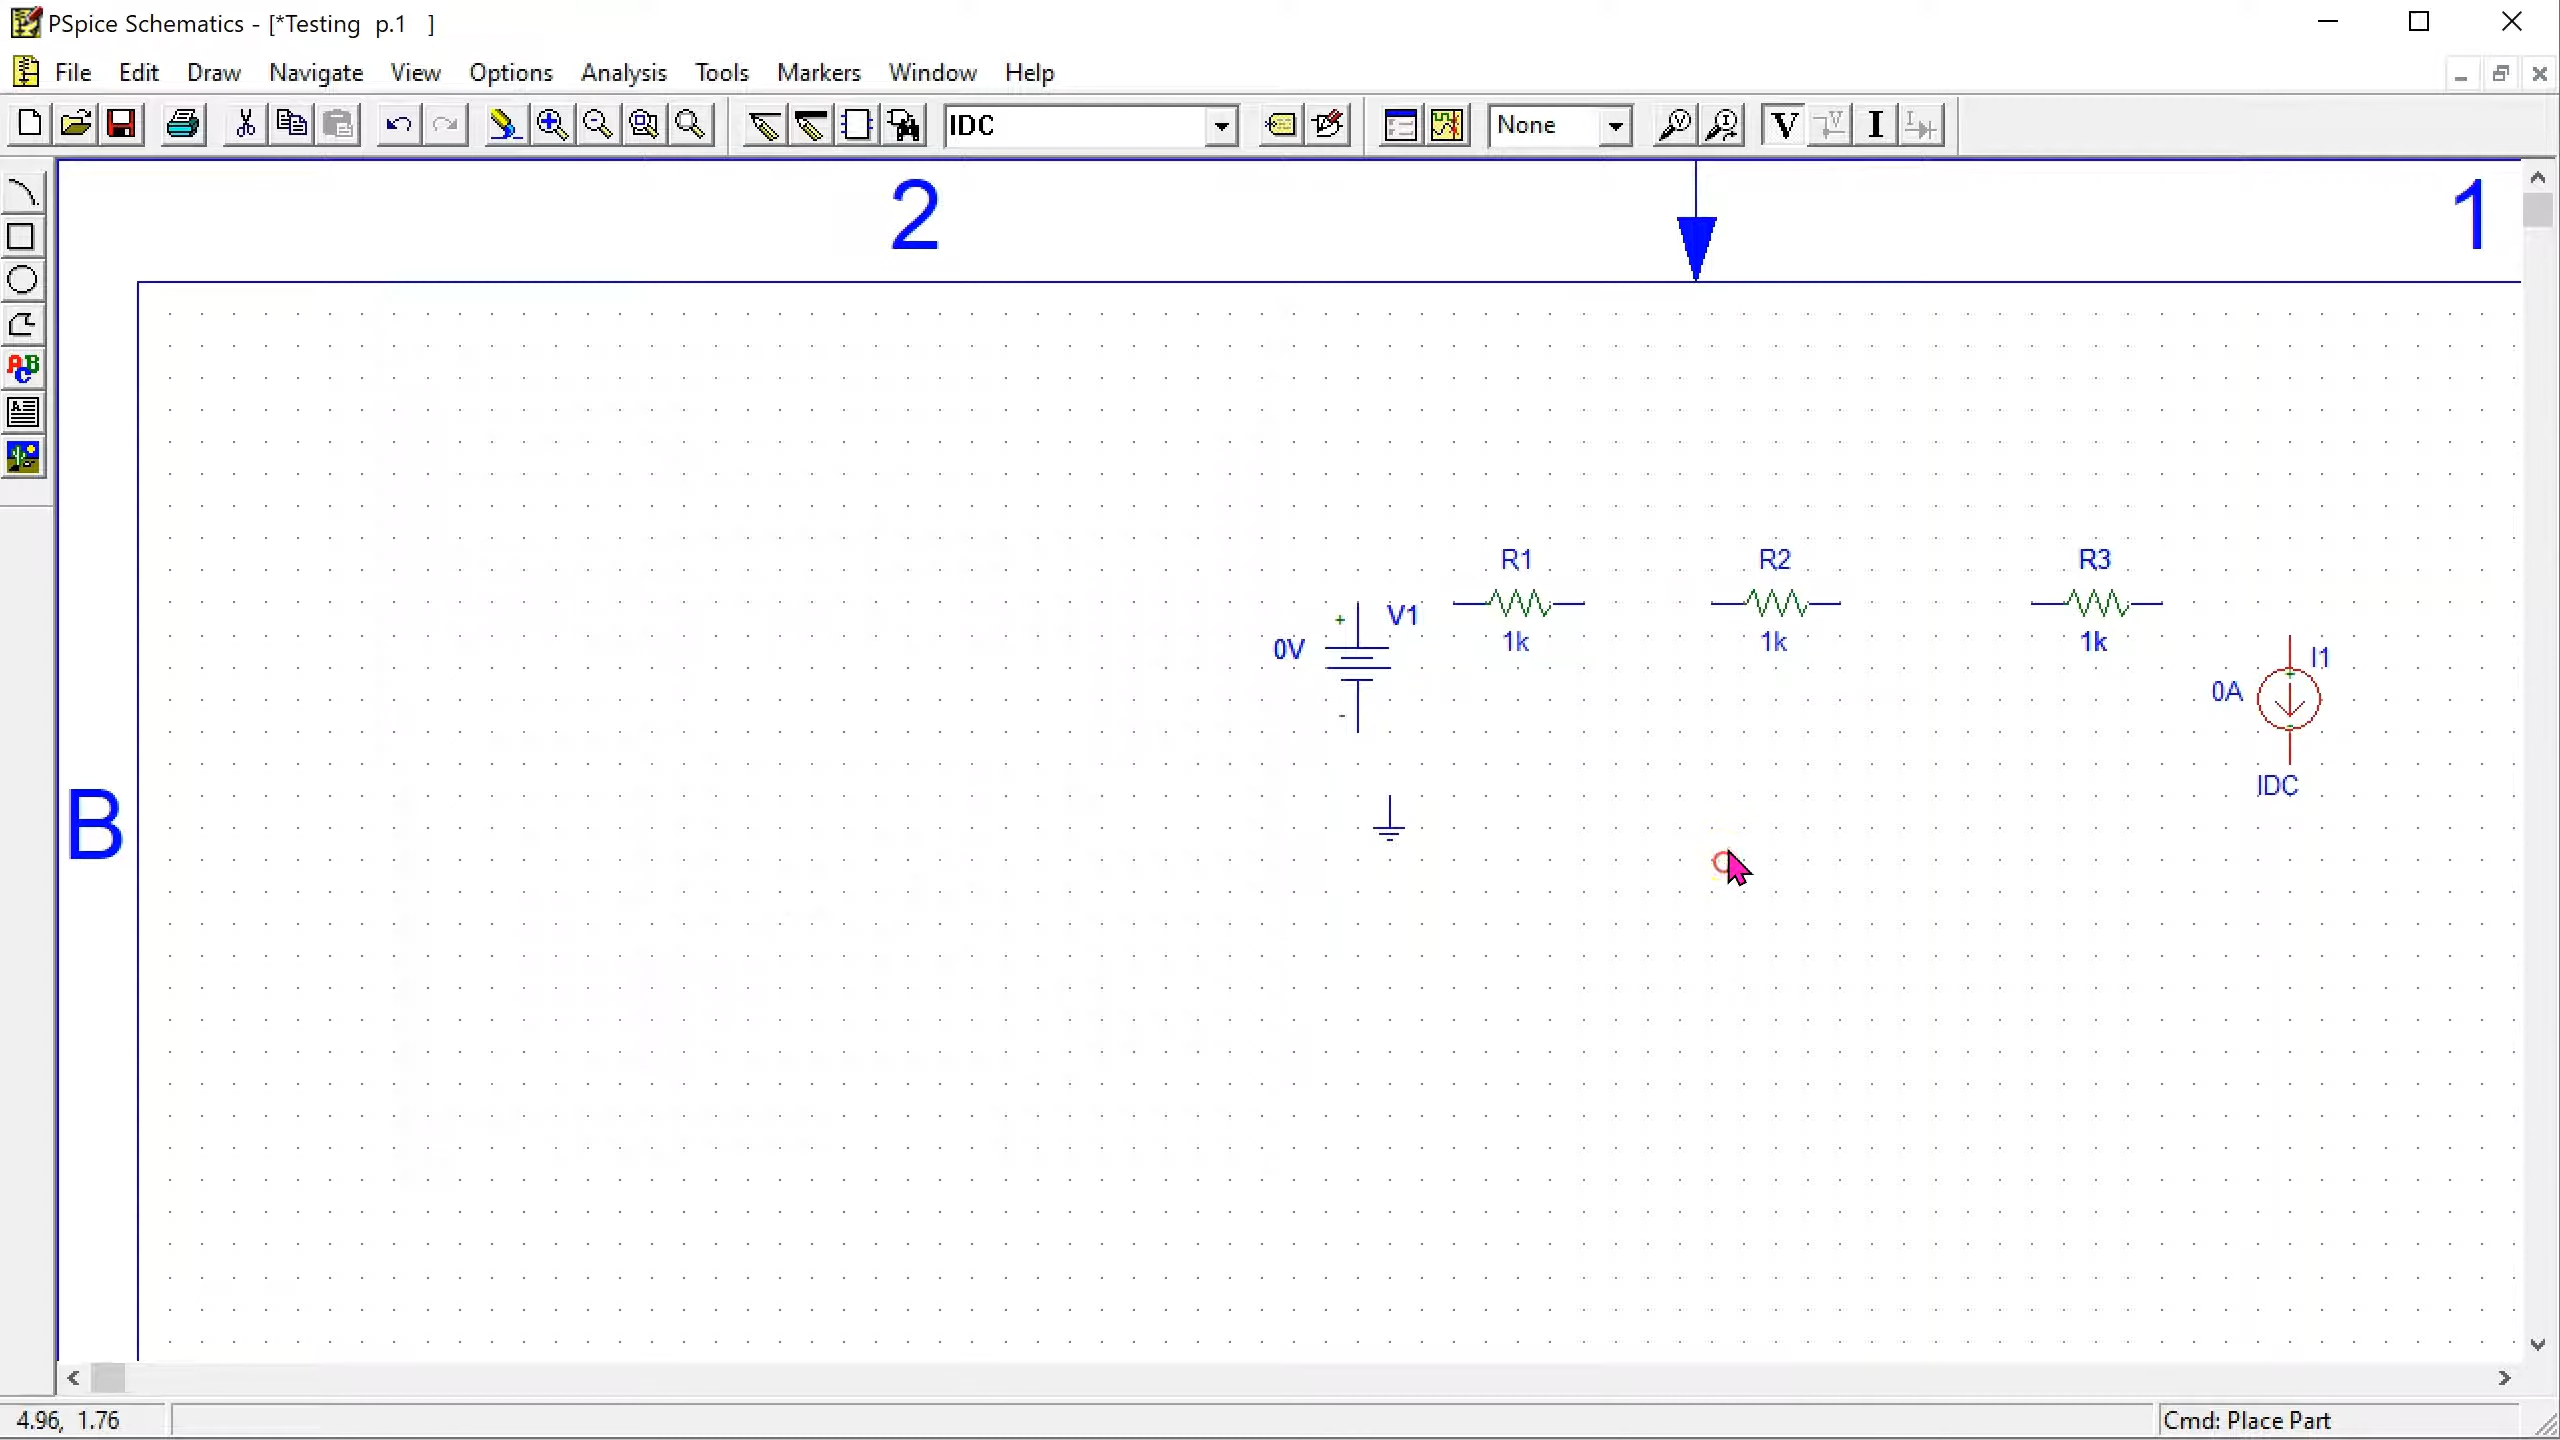 PSpice Schematics - [*Testing  p.1   ]
File Edit Draw Navigate View Options Analysis Tools Markers Window Help
IDC
None
V
I
2
1
B
R1
R2
R3
+
V1
0V
1k
1k
1k
-
I1
0A
IDC
4.96,  1.76
Cmd: Place Part